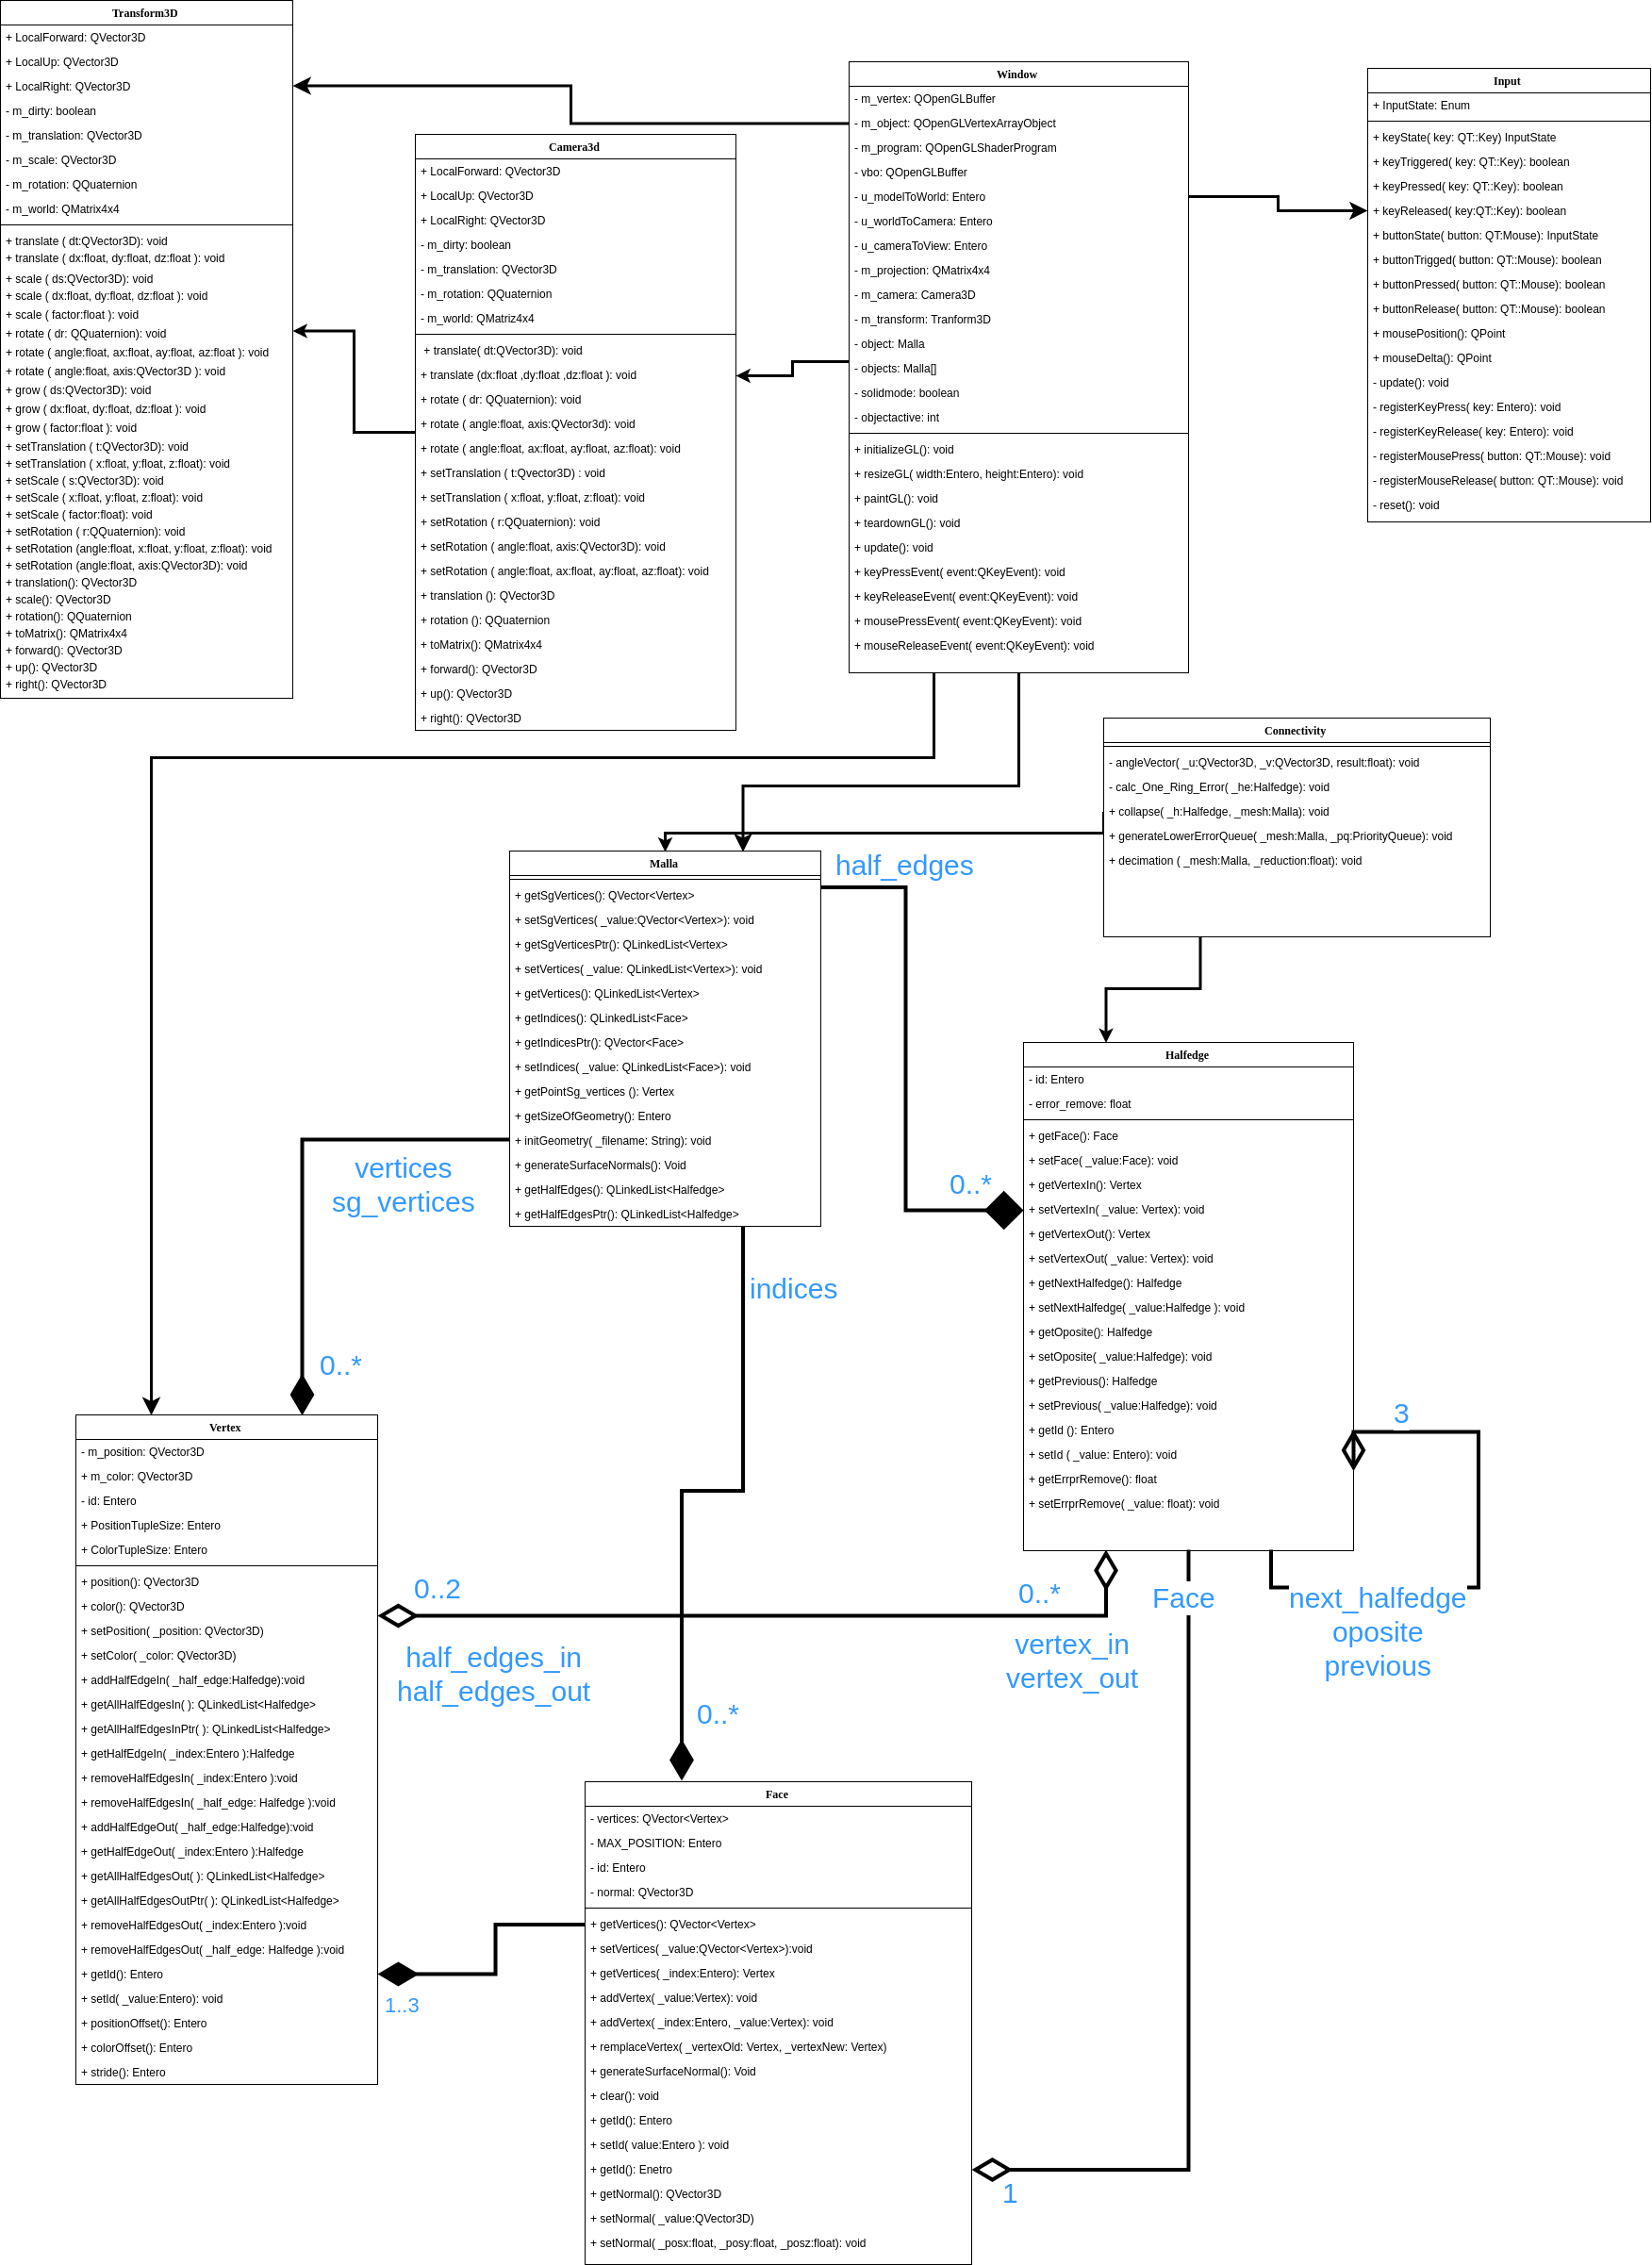 Transform3D
+ LocalForward: QVector3D
+ LocalUp: QVector3D
+ LocalRight: QVector3D
- m_dirty: boolean
- m_translation: QVector3D
- m_scale: QVector3D
- m_rotation: QQuaternion
- m_world: QMatrix4x4
+ translate ( dt:QVector3D): void
+ translate ( dx:float, dy:float, dz:float ): void
+ scale ( ds:QVector3D): void
+ scale ( dx:float, dy:float, dz:float ): void
+ scale ( factor:float ): void
+ rotate ( dr: QQuaternion): void
+ rotate ( angle:float, ax:float, ay:float, az:float ): void
+ rotate ( angle:float, axis:QVector3D ): void
+ grow ( ds:QVector3D): void
+ grow ( dx:float, dy:float, dz:float ): void
+ grow ( factor:float ): void
+ setTranslation ( t:QVector3D): void
+ setTranslation ( x:float, y:float, z:float): void
+ setScale ( s:QVector3D): void
+ setScale ( x:float, y:float, z:float): void
+ setScale ( factor:float): void
+ setRotation ( r:QQuaternion): void
+ setRotation (angle:float, x:float, y:float, z:float): void
+ setRotation (angle:float, axis:QVector3D): void
+ translation(): QVector3D
+ scale(): QVector3D
+ rotation(): QQuaternion
+ toMatrix(): QMatrix4x4
+ forward(): QVector3D
+ up(): QVector3D
+ right(): QVector3D
Camera3d
+ LocalForward: QVector3D
+ LocalUp: QVector3D
+ LocalRight: QVector3D
- m_dirty: boolean
- m_translation: QVector3D
- m_rotation: QQuaternion
- m_world: QMatriz4x4
+ translate( dt:QVector3D): void
+ translate (dx:float ,dy:float ,dz:float ): void
+ rotate ( dr: QQuaternion): void
+ rotate ( angle:float, axis:QVector3d): void
+ rotate ( angle:float, ax:float, ay:float, az:float): void
+ setTranslation ( t:Qvector3D) : void
+ setTranslation ( x:float, y:float, z:float): void
+ setRotation ( r:QQuaternion): void
+ setRotation ( angle:float, axis:QVector3D): void
+ setRotation ( angle:float, ax:float, ay:float, az:float): void
+ translation (): QVector3D
+ rotation (): QQuaternion
+ toMatrix(): QMatrix4x4
+ forward(): QVector3D
+ up(): QVector3D
+ right(): QVector3D
Window
- m_vertex: QOpenGLBuffer
- m_object: QOpenGLVertexArrayObject
- m_program: QOpenGLShaderProgram
- vbo: QOpenGLBuffer
- u_modelToWorld: Entero
- u_worldToCamera: Entero
- u_cameraToView: Entero
- m_projection: QMatrix4x4
- m_camera: Camera3D
- m_transform: Tranform3D
- object: Malla
- objects: Malla[]
- solidmode: boolean
- objectactive: int
+ initializeGL(): void
+ resizeGL( width:Entero, height:Entero): void
+ paintGL(): void
+ teardownGL(): void
+ update(): void
+ keyPressEvent( event:QKeyEvent): void
+ keyReleaseEvent( event:QKeyEvent): void
+ mousePressEvent( event:QKeyEvent): void
+ mouseReleaseEvent( event:QKeyEvent): void
Input
+ InputState: Enum
+ keyState( key: QT::Key) InputState
+ keyTriggered( key: QT::Key): boolean
+ keyPressed( key: QT::Key): boolean
+ keyReleased( key:QT::Key): boolean
+ buttonState( button: QT:Mouse): InputState
+ buttonTrigged( button: QT::Mouse): boolean
+ buttonPressed( button: QT::Mouse): boolean
+ buttonRelease( button: QT::Mouse): boolean
+ mousePosition(): QPoint
+ mouseDelta(): QPoint
- update(): void
- registerKeyPress( key: Entero): void
- registerKeyRelease( key: Entero): void
- registerMousePress( button: QT::Mouse): void
- registerMouseRelease( button: QT::Mouse): void
- reset(): void
Connectivity
- angleVector( _u:QVector3D, _v:QVector3D, result:float): void
- calc_One_Ring_Error( _he:Halfedge): void
+ collapse( _h:Halfedge, _mesh:Malla): void
+ generateLowerErrorQueue( _mesh:Malla, _pq:PriorityQueue): void
+ decimation ( _mesh:Malla, _reduction:float): void
Malla
+ getSgVertices(): QVector<Vertex>
+ setSgVertices( _value:QVector<Vertex>): void
+ getSgVerticesPtr(): QLinkedList<Vertex>
+ setVertices( _value: QLinkedList<Vertex>): void
+ getVertices(): QLinkedList<Vertex>
+ getIndices(): QLinkedList<Face>
+ getIndicesPtr(): QVector<Face>
+ setIndices( _value: QLinkedList<Face>): void
+ getPointSg_vertices (): Vertex
+ getSizeOfGeometry(): Entero
+ initGeometry( _filename: String): void
+ generateSurfaceNormals(): Void
+ getHalfEdges(): QLinkedList<Halfedge>
+ getHalfEdgesPtr(): QLinkedList<Halfedge>
half_edges
0..*
vertices
sg_vertices
0..*
indices
0..*
Halfedge
- id: Entero
- error_remove: float
+ getFace(): Face
+ setFace( _value:Face): void
+ getVertexIn(): Vertex
+ setVertexIn( _value: Vertex): void
+ getVertexOut(): Vertex
+ setVertexOut( _value: Vertex): void
+ getNextHalfedge(): Halfedge
+ setNextHalfedge( _value:Halfedge ): void
+ getOposite(): Halfedge
+ setOposite( _value:Halfedge): void
+ getPrevious(): Halfedge
+ setPrevious( _value:Halfedge): void
+ getId (): Entero
+ setId ( _value: Entero): void
+ getErrprRemove(): float
+ setErrprRemove( _value: float): void
3
next_halfedge
oposite
previous
Face
1
0..*
vertex_in
vertex_out
0..2
half_edges_in
half_edges_out
Vertex
- m_position: QVector3D
+ m_color: QVector3D
- id: Entero
+ PositionTupleSize: Entero
+ ColorTupleSize: Entero
+ position(): QVector3D
+ color(): QVector3D
+ setPosition( _position: QVector3D)
+ setColor( _color: QVector3D)
+ addHalfEdgeIn( _half_edge:Halfedge):void
+ getAllHalfEdgesIn( ): QLinkedList<Halfedge>
+ getAllHalfEdgesInPtr( ): QLinkedList<Halfedge>
+ getHalfEdgeIn( _index:Entero ):Halfedge
+ removeHalfEdgesIn( _index:Entero ):void
+ removeHalfEdgesIn( _half_edge: Halfedge ):void
+ addHalfEdgeOut( _half_edge:Halfedge):void
+ getHalfEdgeOut( _index:Entero ):Halfedge
+ getAllHalfEdgesOut( ): QLinkedList<Halfedge>
+ getAllHalfEdgesOutPtr( ): QLinkedList<Halfedge>
+ removeHalfEdgesOut( _index:Entero ):void
+ removeHalfEdgesOut( _half_edge: Halfedge ):void
+ getId(): Entero
+ setId( _value:Entero): void
+ positionOffset(): Entero
+ colorOffset(): Entero
+ stride(): Entero
1..3
Face
- vertices: QVector<Vertex>
- MAX_POSITION: Entero
- id: Entero
- normal: QVector3D
+ getVertices(): QVector<Vertex>
+ setVertices( _value:QVector<Vertex>):void
+ getVertices( _index:Entero): Vertex
+ addVertex( _value:Vertex): void
+ addVertex( _index:Entero, _value:Vertex): void
+ remplaceVertex( _vertexOld: Vertex, _vertexNew: Vertex)
+ generateSurfaceNormal(): Void
+ clear(): void
+ getId(): Entero
+ setId( value:Entero ): void
+ getId(): Enetro
+ getNormal(): QVector3D
+ setNormal( _value:QVector3D)
+ setNormal( _posx:float, _posy:float, _posz:float): void